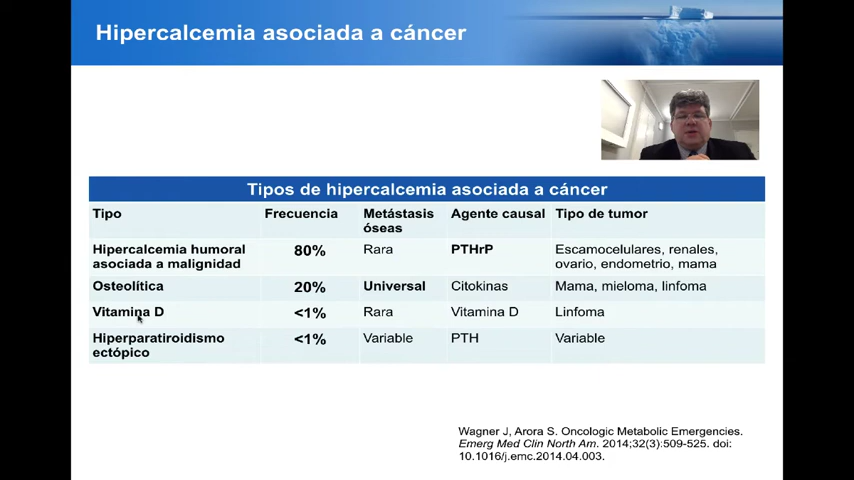 Hipercalcemia asociada a cáncer
Tipos de hipercalcemia asociada a cáncer
Tipo Frecuencia Metástasis óseas Agente causal Tipo de tumor
Hipercalcemia humoral asociada a malignidad 80% Rara PTHrP Escamocelulares, renales, ovario, endometrio, mama
Osteolítica 20% Universal Citokinas Mama, mieloma, linfoma
Vitamina D <1% Rara Vitamina D Linfoma
Hiperparatiroidismo ectópico <1% Variable PTH Variable
Wagner J, Arora S. Oncologic Metabolic Emergencies.
Emerg Med Clin North Am. 2014;32(3):509-525. doi:
10.1016/j.emc.2014.04.003.